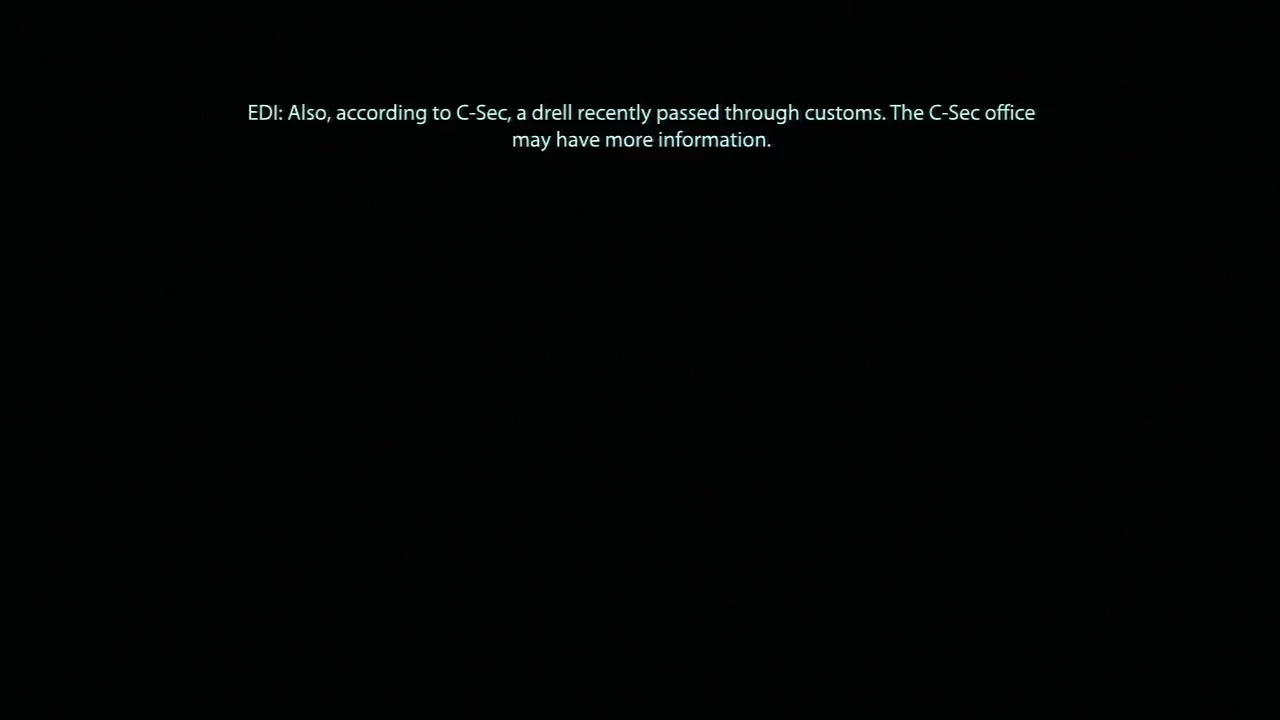 EDI: Also, according to C-Sec, a drell recently passed through customs. The C-Sec office
may have more information.